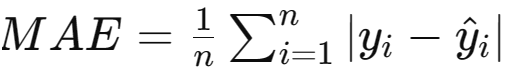 MAE = \frac{1}{n} \sum_{i=1}^{n} |y_i - \hat{y}_i|